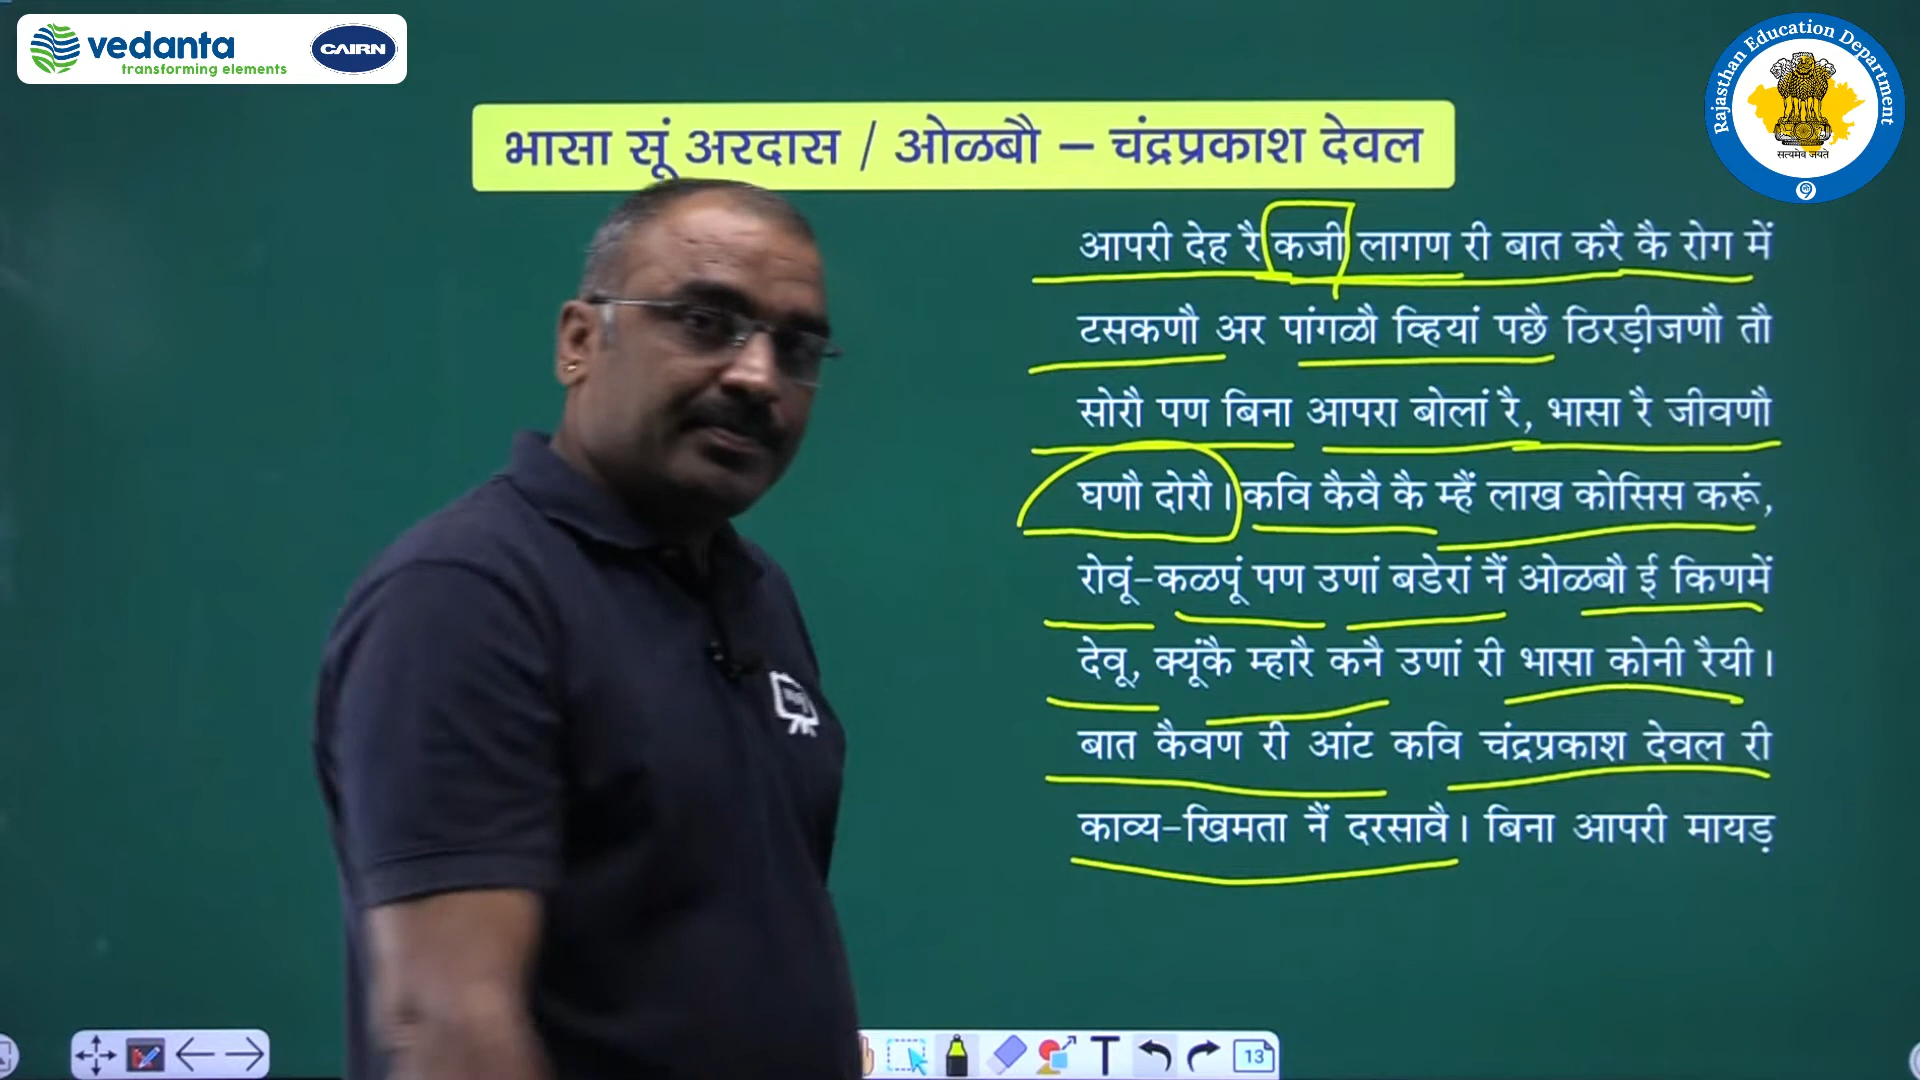 vedanta
transforming elements
CAIRN
Rajasthan Education Department
सत्यमेव जयते
भासा सूं अरदास / ओळबौ – चंद्रप्रकाश देवल
आपरी देह रै कजी लागण री बात करै कै रोग में
टसकणौ अर पांगळौ व्हियां पछै ठिरड़ीजणौ तौ
सोरौ पण बिना आपरा बोलां रै, भासा रै जीवणौ
घणौ दोरौ। कवि कैवै कै म्हैं लाख कोसिस करूं,
रोवूं-कळपूं पण उणां बडेरां नैं ओळबौ ई किणमें
देवू, क्यूंकै म्हारै कनै उणां री भासा कोनी रैयी।
बात कैवण री आंट कवि चंद्रप्रकाश देवल री
काव्य-खिमता नैं दरसावै। बिना आपरी मायड़
T
13